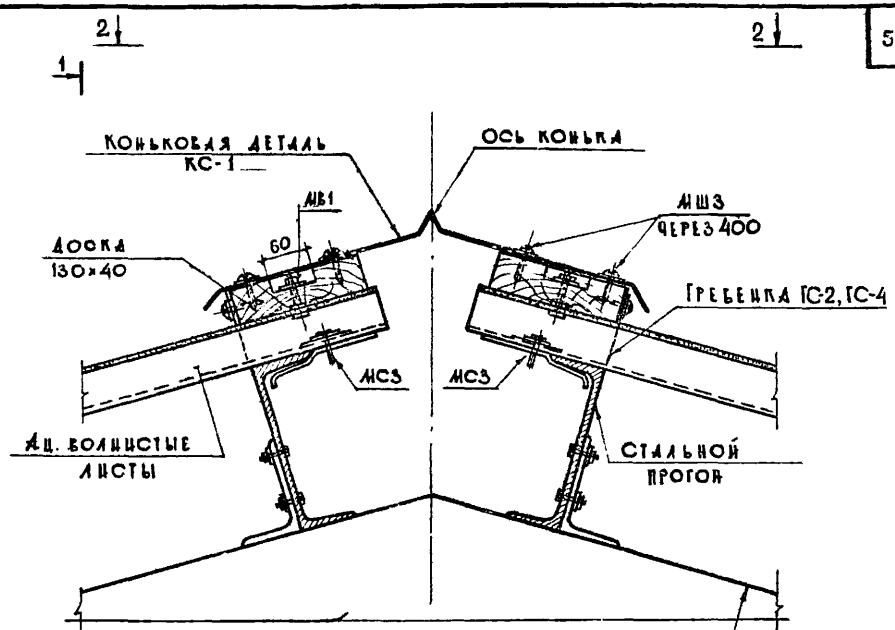 2
2
5
1
КОНЬКОВАЯ ДЕТАЛЬ
КС-1
ОСЬ КОНЬКА
МВ1
МШ3
ЧЕРЕЗ 400
60
ДОСКА
130×40
ГРЕБЕНКА ГС-2, ГС-4
МС3
МС3
АЦ. ВОЛНИСТЫЕ
ЛИСТЫ
СТАЛЬНОЙ
ПРОГОН